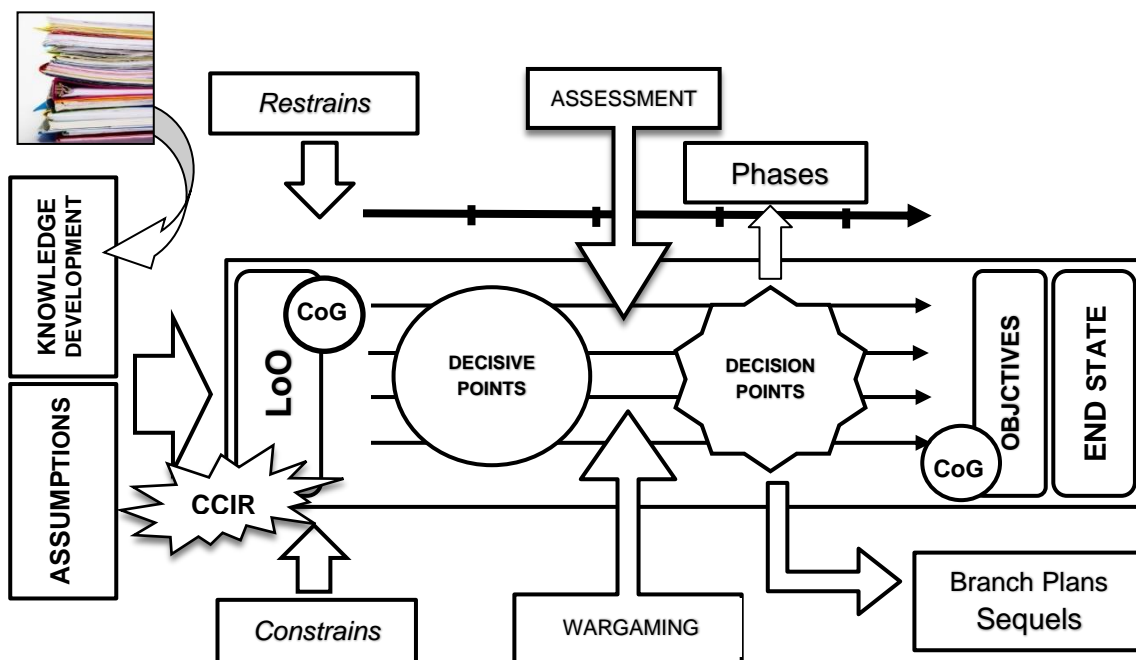 Restrains
ASSESSMENT
Phases
KNOWLEDGE
DEVELOPMENT
ASSUMPTIONS
CoG
LoO
CCIR
DECISIVE
POINTS
DECISION
POINTS
CoG
OBJCTIVES
END STATE
Constrains
WARGAMING
Branch Plans
Sequels